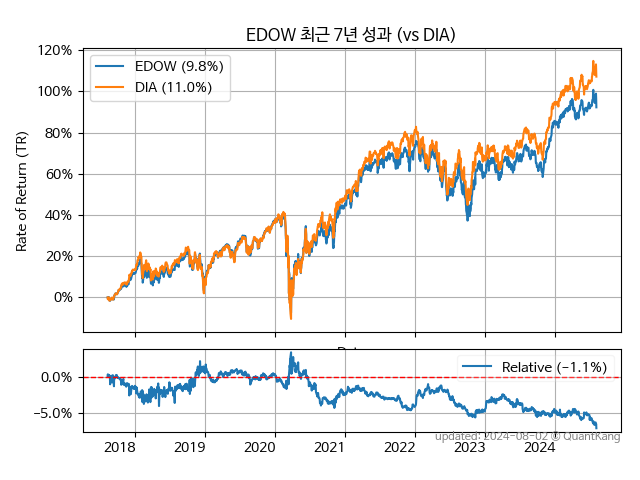 EDOW 최근 7년 성과 (vs DIA)
Rate of Return (TR)
120%
100%
80%
60%
40%
20%
0%
EDOW (9.8%)
DIA (11.0%)
0.0%
−5.0%
Relative (−1.1%)
2018 2019 2020 2021 2022 2023 2024
updated: 2024-08-02 © QuantKang